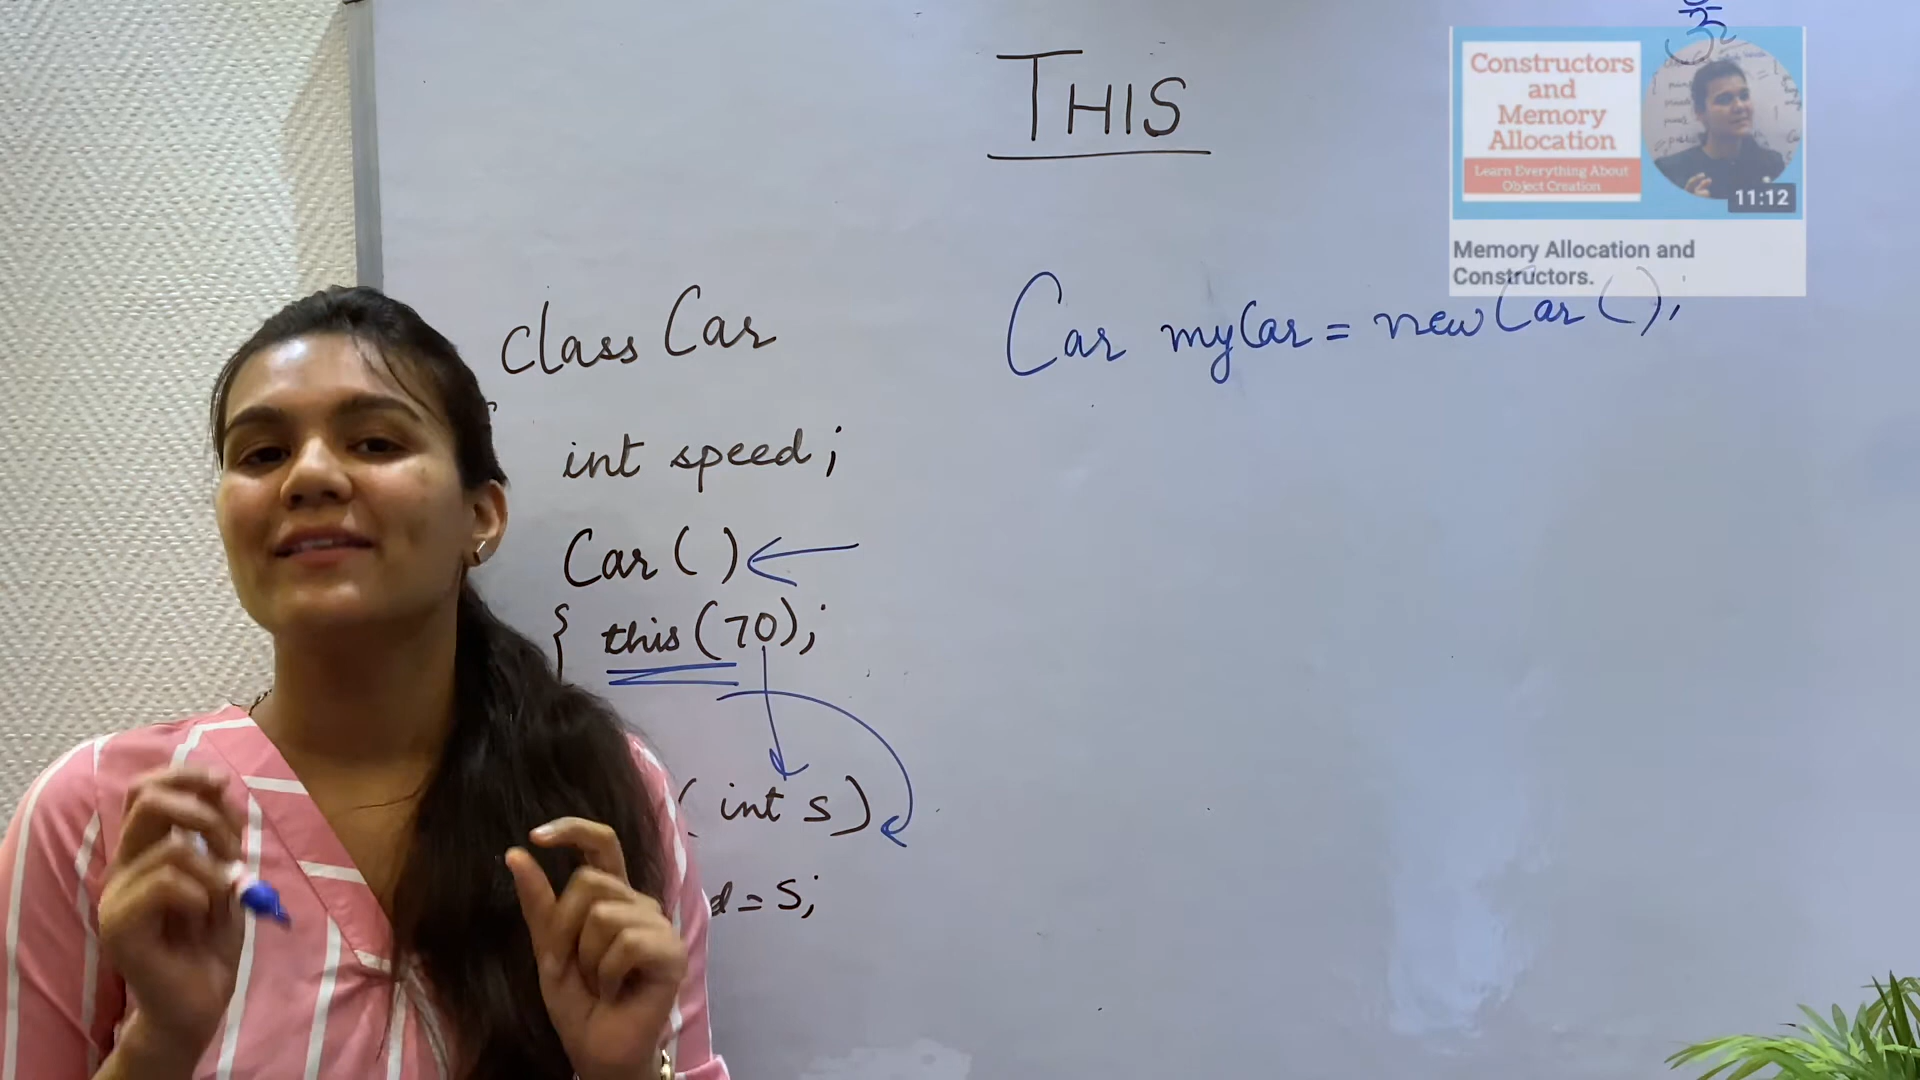 THIS
ॐ
Constructors
and
Memory
Allocation
Learn Everything About
Object Creation
11:12
Memory Allocation and
Constructors.
class Car
int speed;
Car ( )
{ this (70);
( int s )
d = s;
Car myCar = new Car ( );